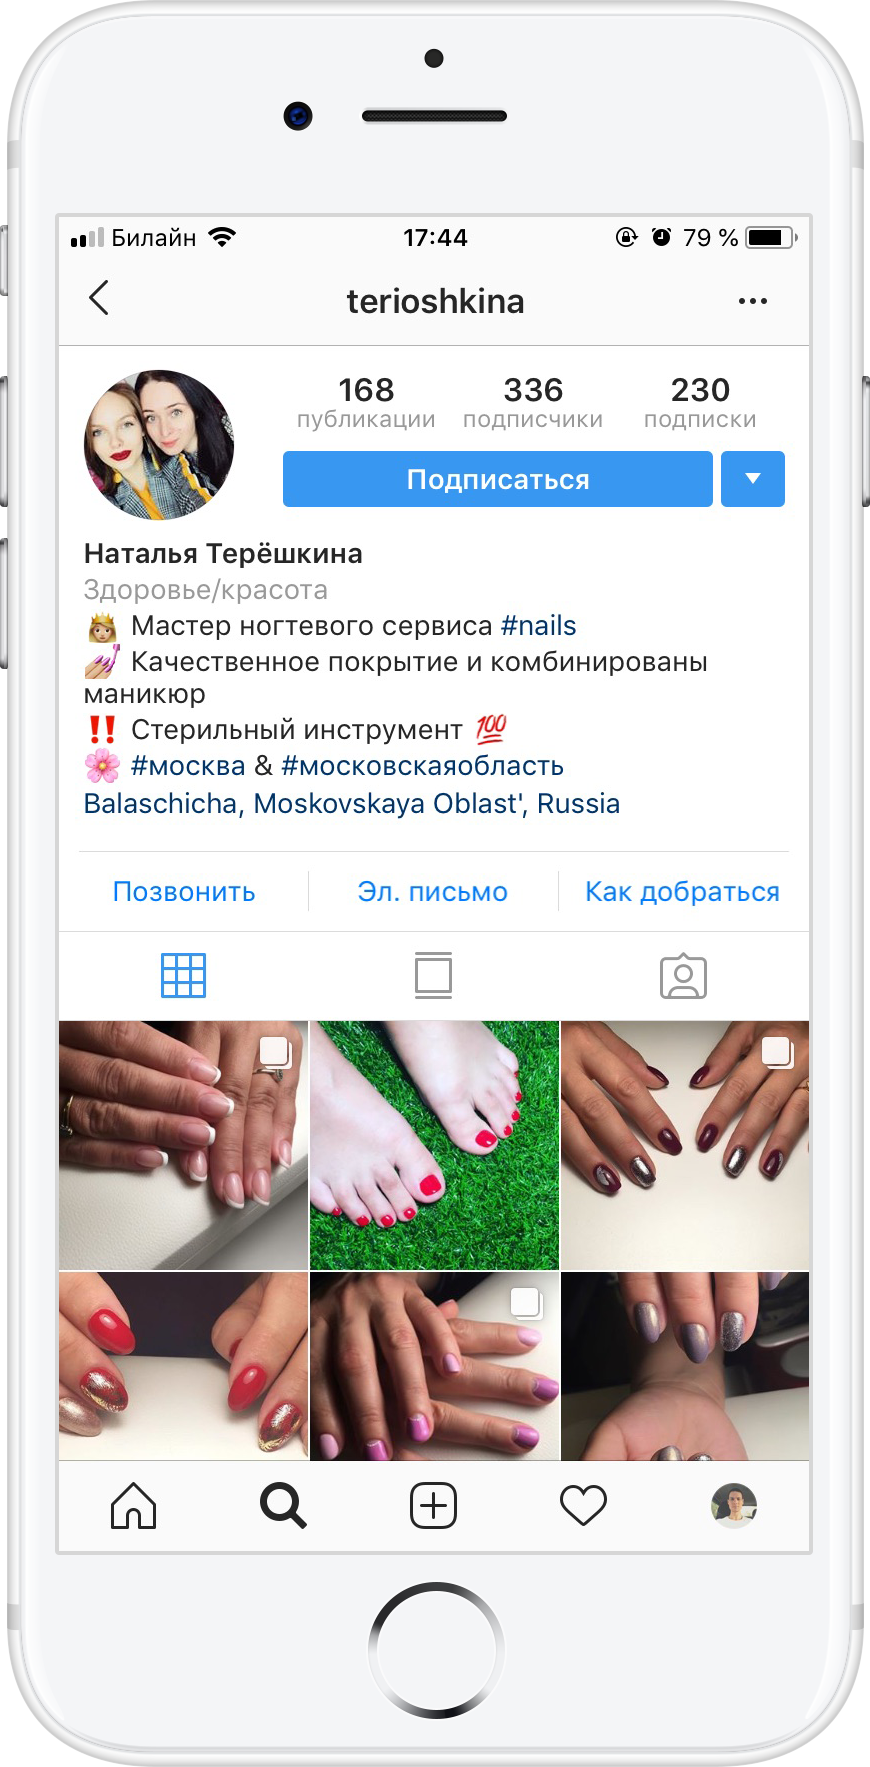 Билайн 17:44 79 %
terioshkina
168 336 230
публикации подписчики подписки
Подписаться
Наталья Терёшкина
Здоровье/красота
👸🏼 Мастер ногтевого сервиса #nails
💅🏼 Качественное покрытие и комбинированы
маникюр
‼️ Стерильный инструмент 💯
🌸 #москва & #московскаяобласть
Balaschicha, Moskovskaya Oblast', Russia
Позвонить Эл. письмо Как добраться